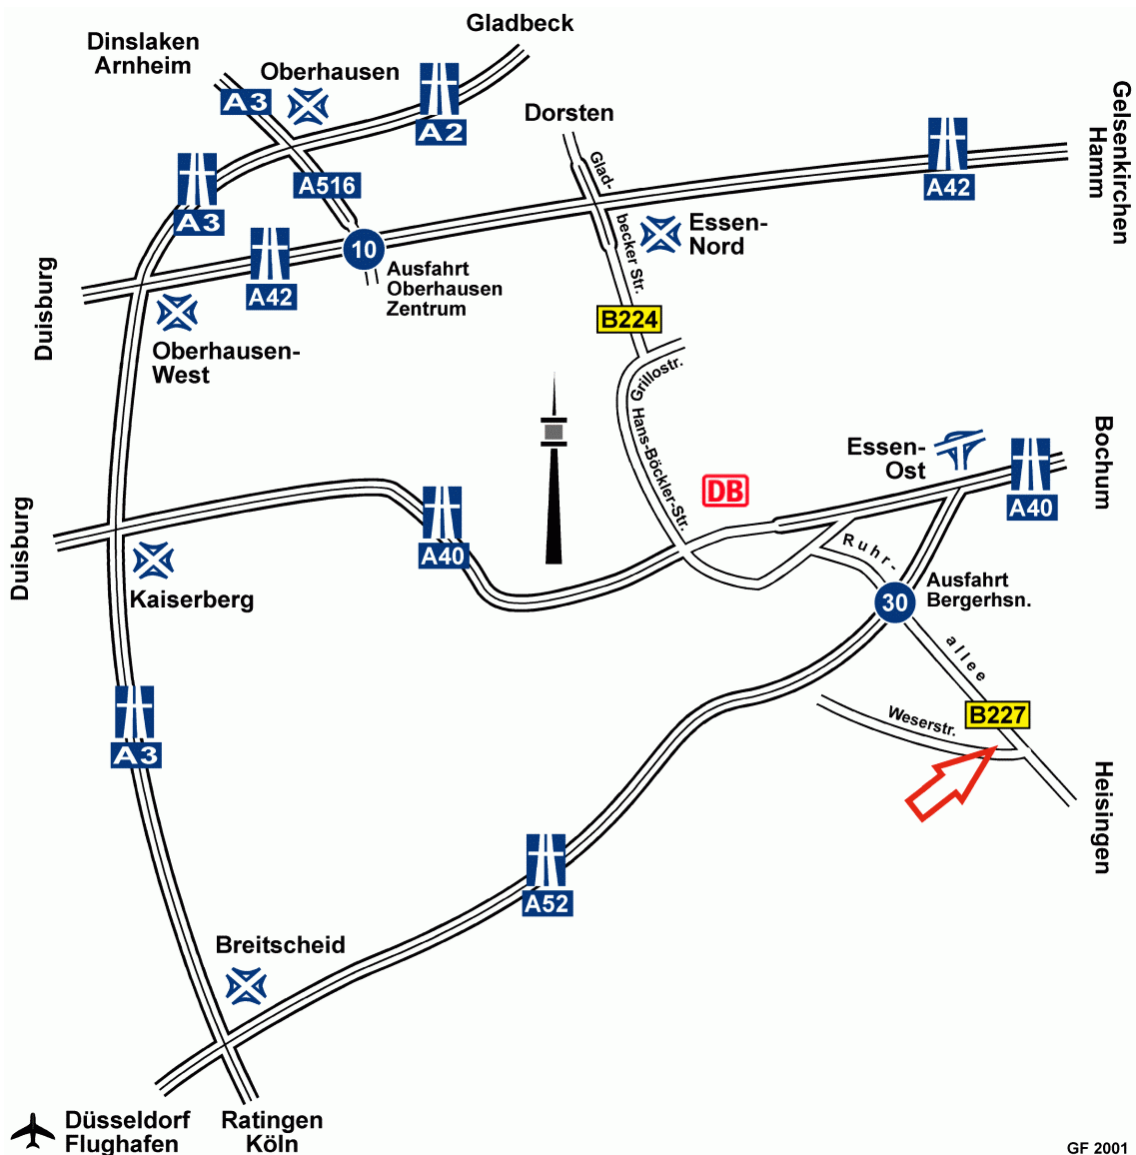 Gladbeck
Dinslaken
Arnheim
Oberhausen
A3
A2
Dorsten
Gelsenkirchen
Hamm
A42
A516
A3
Glad-
becker Str.
Essen-
Nord
10
Ausfahrt
Oberhausen
Zentrum
A42
Duisburg
B224
Oberhausen-
West
Grillostr.
Hans-Böckler-Str.
Essen-
Ost
Bochum
DB
A40
A40
Duisburg
Ruhr-
Kaiserberg
30
Ausfahrt
Bergerhsn.
allee
B227
Weserstr.
A3
Heisingen
A52
Breitscheid
Düsseldorf
Flughafen
Ratingen
Köln
GF 2001